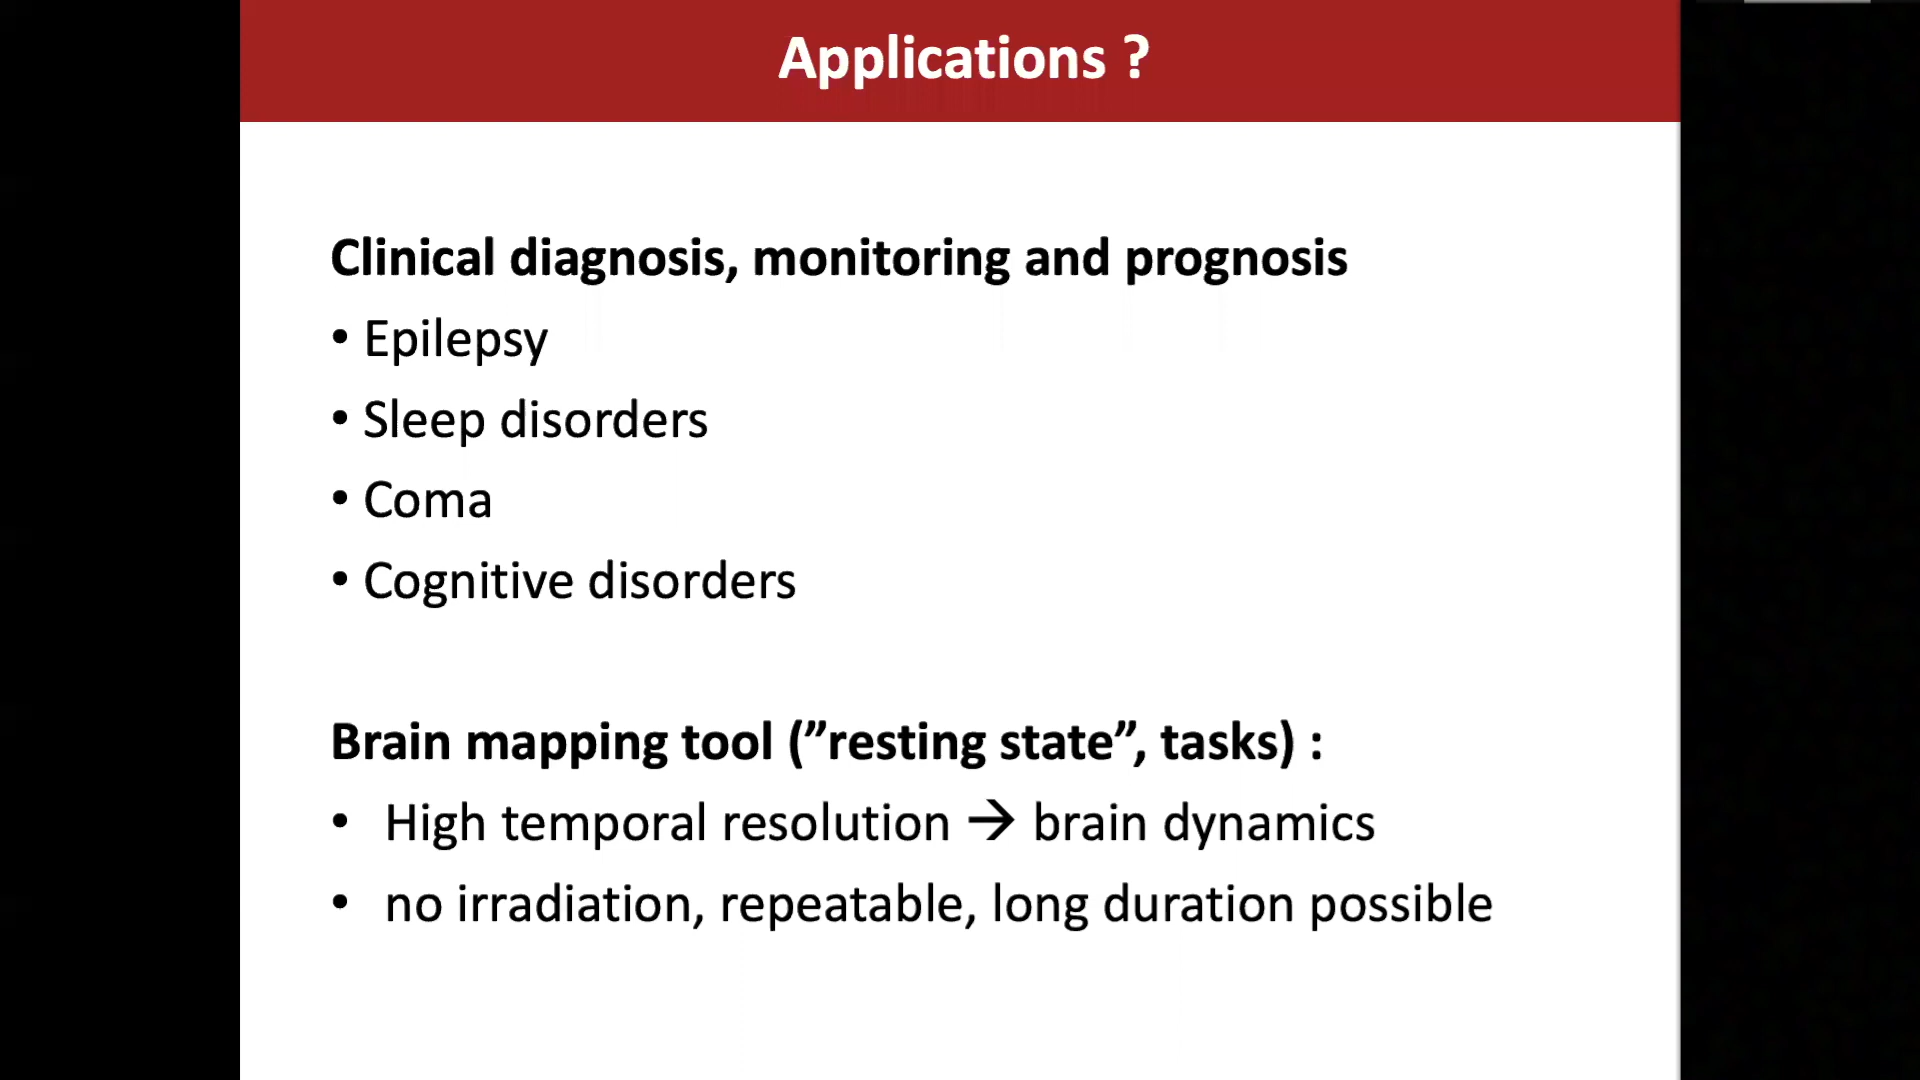 Applications ?
Clinical diagnosis, monitoring and prognosis
• Epilepsy
• Sleep disorders
• Coma
• Cognitive disorders
Brain mapping tool (”resting state”, tasks) :
• High temporal resolution → brain dynamics
• no irradiation, repeatable, long duration possible